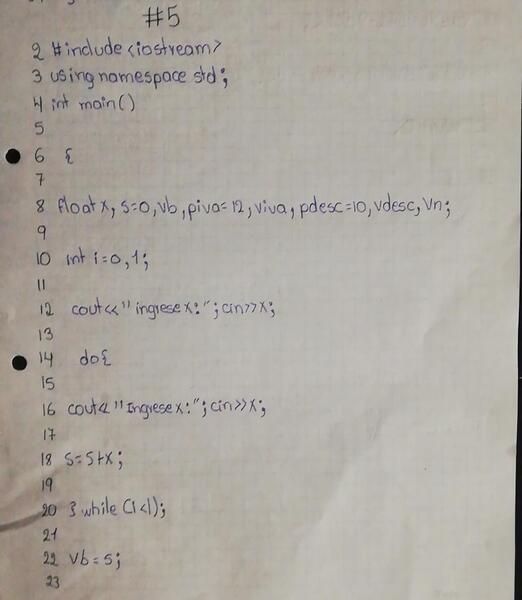 #5
2 #include <iostream>
3 using namespace std;
4 int main()
5
6 {
7
8 float x, s=0, vb, piva=12, viva, pdesc=10, vdesc, vn;
9
10 int i=0, 1;
11
12 cout<<"ingrese x:"; cin>>x;
13
14 do{
15
16 cout<<"Ingrese x:"; cin>>x;
17
18 s=s+x;
19
20 } while (i<1);
21
22 Vb=s;
23